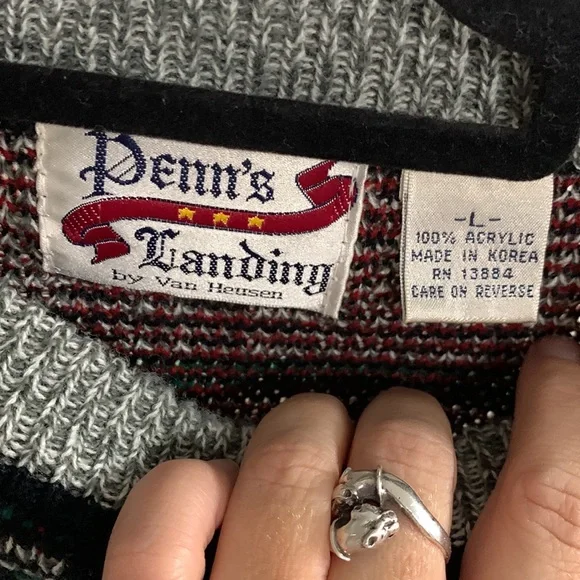 Penn's
Landing
by Van Heusen
-L-
100% ACRYLIC
MADE IN KOREA
RN 13884
CARE ON REVERSE